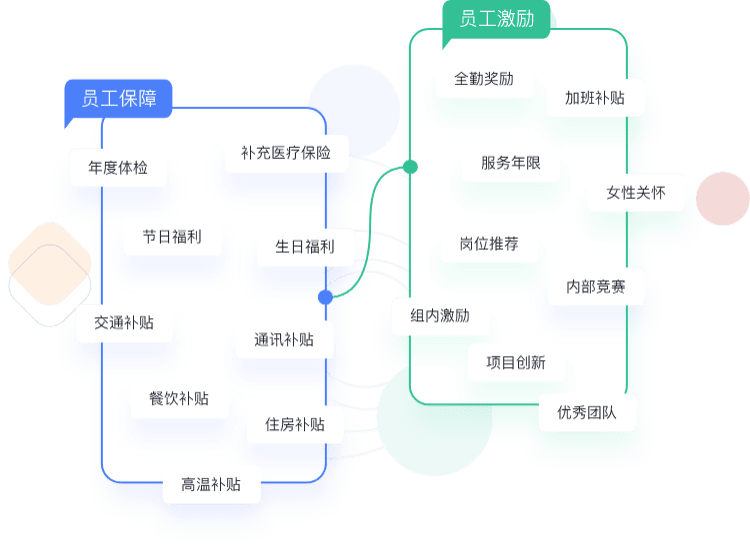 员工保障
年度体检
补充医疗保险
节日福利
生日福利
交通补贴
通讯补贴
餐饮补贴
住房补贴
高温补贴
员工激励
全勤奖励
加班补贴
服务年限
女性关怀
岗位推荐
内部竞赛
组内激励
项目创新
优秀团队